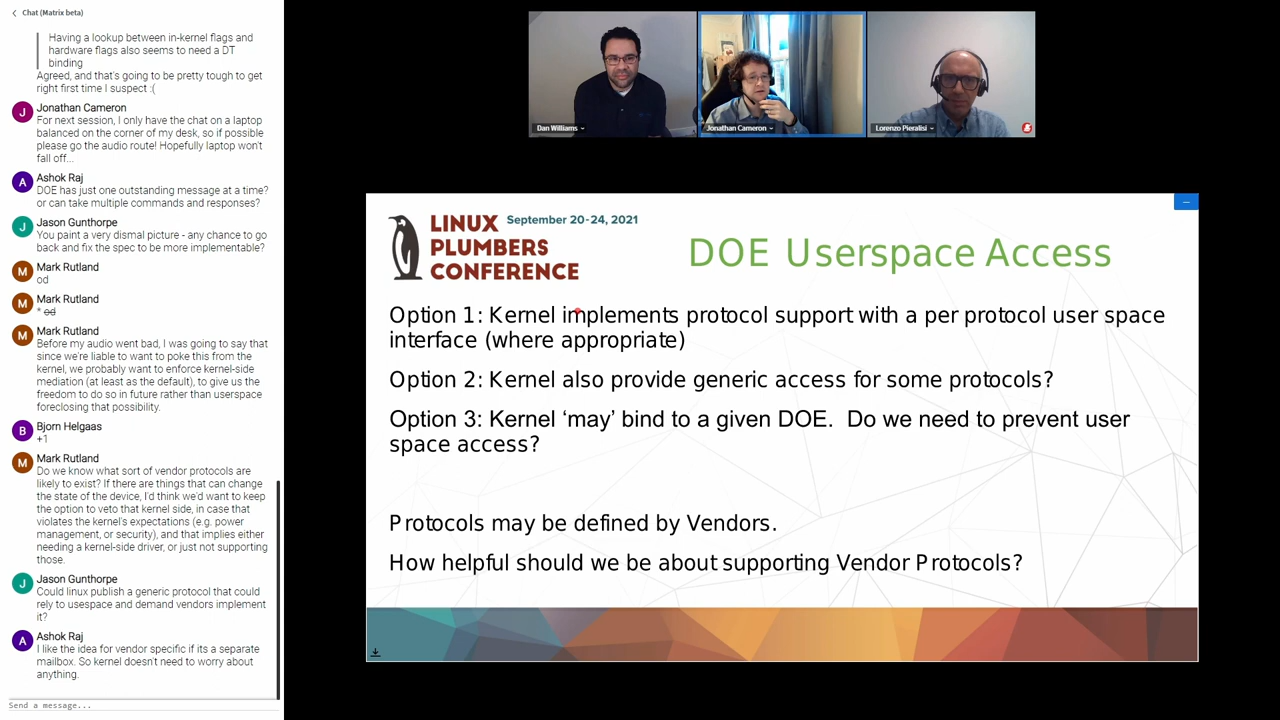 Chat (Matrix beta)
Having a lookup between in-kernel flags and
hardware flags also seems to need a DT
binding
Agreed, and that's going to be pretty tough to get
right first time I suspect :(
J
Jonathan Cameron
For next session, I only have the chat on a laptop
balanced on the corner of my desk, so if possible
please go the audio route! Hopefully laptop won't
fall off...
A
Ashok Raj
DOE has just one outstanding message at a time?
or can take multiple commands and responses?
J
Jason Gunthorpe
You paint a very dismal picture - any chance to go
back and fix the spec to be more implementable?
M
Mark Rutland
od
M
Mark Rutland
* od
M
Mark Rutland
Before my audio went bad, I was going to say that
since we're liable to want to poke this from the
kernel, we probably want to enforce kernel-side
mediation (at least as the default), to give us the
freedom to do so in future rather than userspace
foreclosing that possibility.
B
Bjorn Helgaas
+1
M
Mark Rutland
Do we know what sort of vendor protocols are
likely to exist? If there are things that can change
the state of the device, I'd think we'd want to keep
the option to veto that kernel side, in case that
violates the kernel's expectations (e.g. power
management, or security), and that implies either
needing a kernel-side driver, or just not supporting
those.
J
Jason Gunthorpe
Could linux publish a generic protocol that could
rely to usespace and demand vendors implement
it?
A
Ashok Raj
I like the idea for vendor specific if its a separate
mailbox. So kernel doesn't need to worry about
anything.
Send a message...
Dan Williams
Jonathan Cameron
Lorenzo Pieralisi
LINUX
PLUMBERS
CONFERENCE
September 20-24, 2021
DOE Userspace Access
Option 1: Kernel implements protocol support with a per protocol user space
interface (where appropriate)
Option 2: Kernel also provide generic access for some protocols?
Option 3: Kernel ‘may’ bind to a given DOE.  Do we need to prevent user
space access?
Protocols may be defined by Vendors.
How helpful should we be about supporting Vendor Protocols?